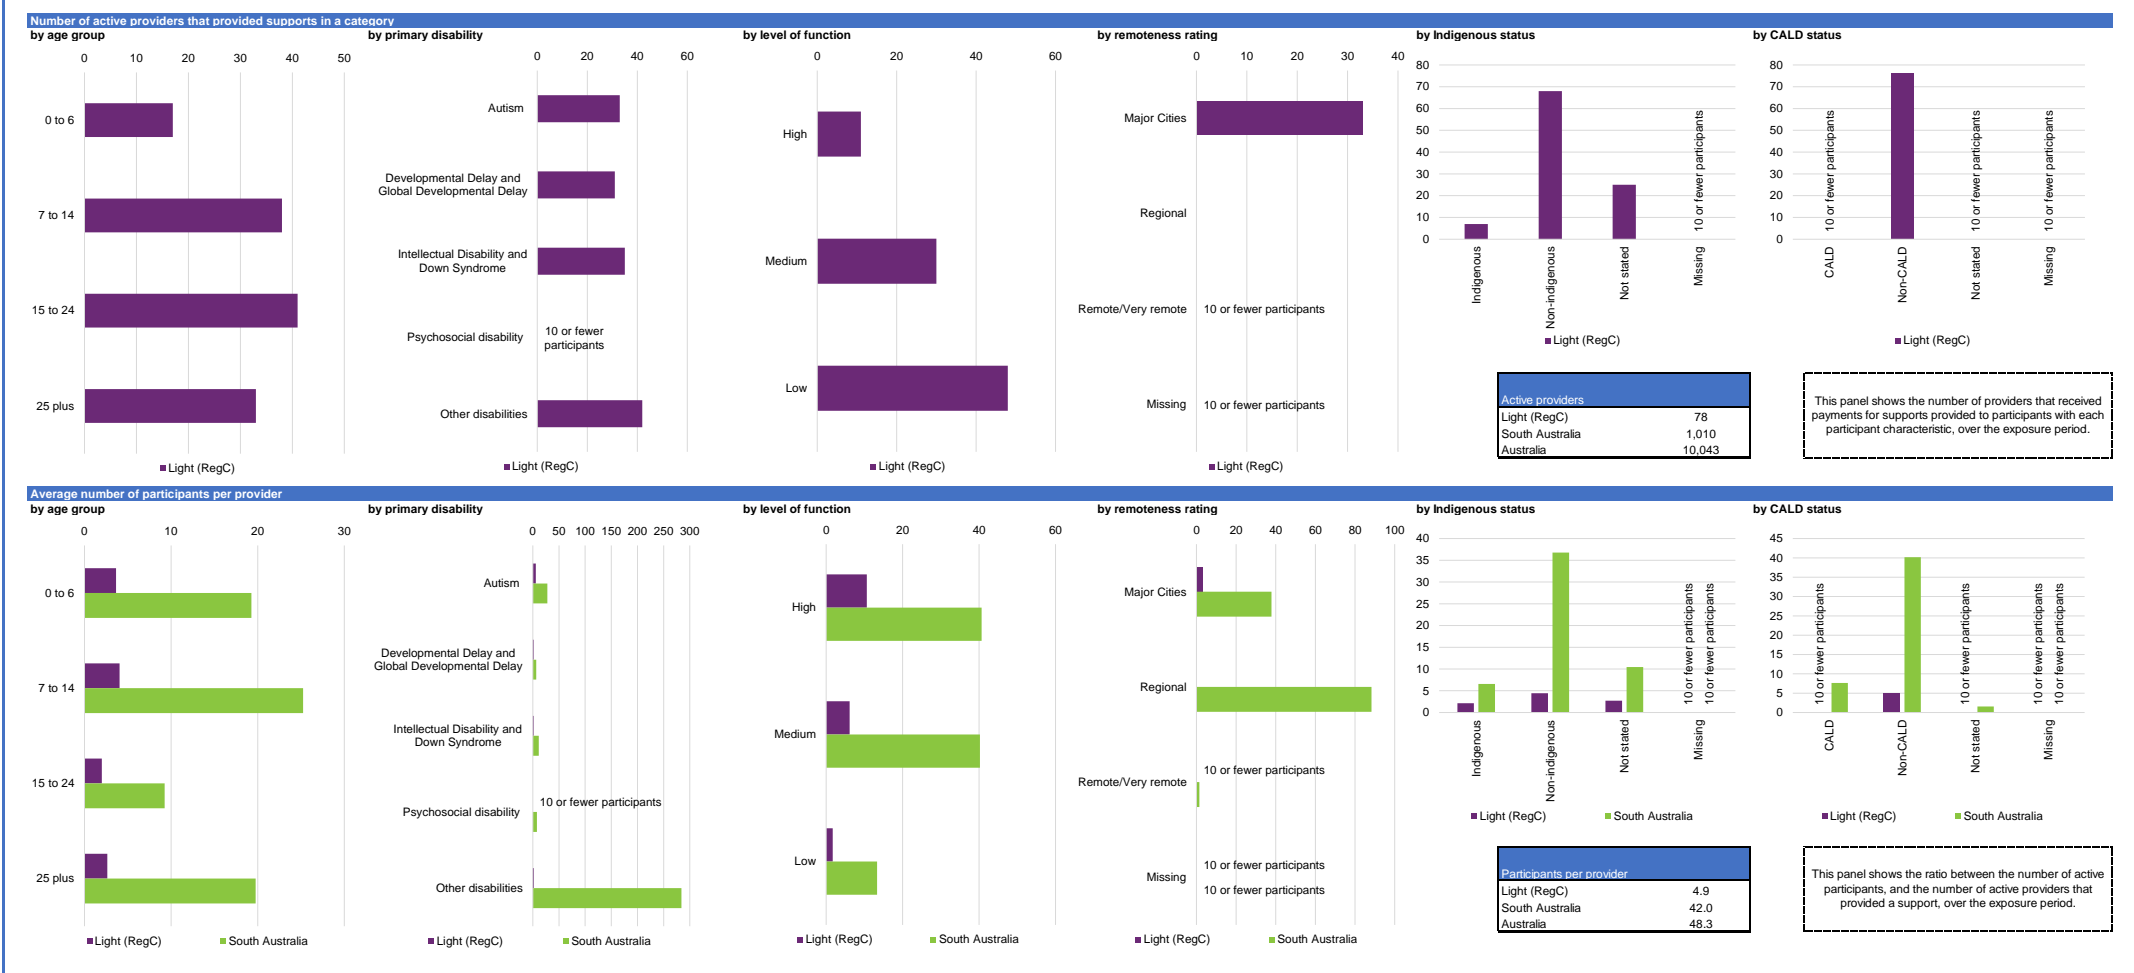 Number of active providers that provided supports in a category
by age group
0 10 20 30 40 50
0 to 6
7 to 14
15 to 24
25 plus
Light (RegC)
by primary disability
0 20 40 60
Autism
Developmental Delay and
Global Developmental Delay
Intellectual Disability and
Down Syndrome
Psychosocial disability
10 or fewer
participants
Other disabilities
Light (RegC)
by level of function
0 20 40 60
High
Medium
Low
Light (RegC)
by remoteness rating
0 10 20 30 40
Major Cities
Regional
Remote/Very remote
10 or fewer participants
Missing
10 or fewer participants
Light (RegC)
by Indigenous status
80
70
60
50
40
30
20
10
0
10 or fewer participants
Indigenous
Non-indigenous
Not stated
Missing
Light (RegC)
by CALD status
80
70
60
50
40
30
20
10
0
10 or fewer participants
10 or fewer participants
10 or fewer participants
CALD
Non-CALD
Not stated
Missing
Light (RegC)
Active providers
Light (RegC) 78
South Australia 1,010
Australia 10,043
This panel shows the number of providers that received
payments for supports provided to participants with each
participant characteristic, over the exposure period.
Average number of participants per provider
by age group
0 10 20 30
0 to 6
7 to 14
15 to 24
25 plus
Light (RegC) South Australia
by primary disability
0 50 100 150 200 250 300
Autism
Developmental Delay and
Global Developmental Delay
Intellectual Disability and
Down Syndrome
Psychosocial disability
10 or fewer participants
Other disabilities
Light (RegC) South Australia
by level of function
0 20 40 60
High
Medium
Low
Light (RegC) South Australia
by remoteness rating
0 20 40 60 80 100
Major Cities
Regional
Remote/Very remote
10 or fewer participants
Missing
10 or fewer participants
10 or fewer participants
Light (RegC) South Australia
by Indigenous status
40
35
30
25
20
15
10
5
0
10 or fewer participants
10 or fewer participants
Indigenous
Non-indigenous
Not stated
Missing
Light (RegC) South Australia
by CALD status
45
40
35
30
25
20
15
10
5
0
10 or fewer participants
10 or fewer participants
10 or fewer participants
10 or fewer participants
CALD
Non-CALD
Not stated
Missing
Light (RegC) South Australia
Participants per provider
Light (RegC) 4.9
South Australia 42.0
Australia 48.3
This panel shows the ratio between the number of active
participants, and the number of active providers that
provided a support, over the exposure period.